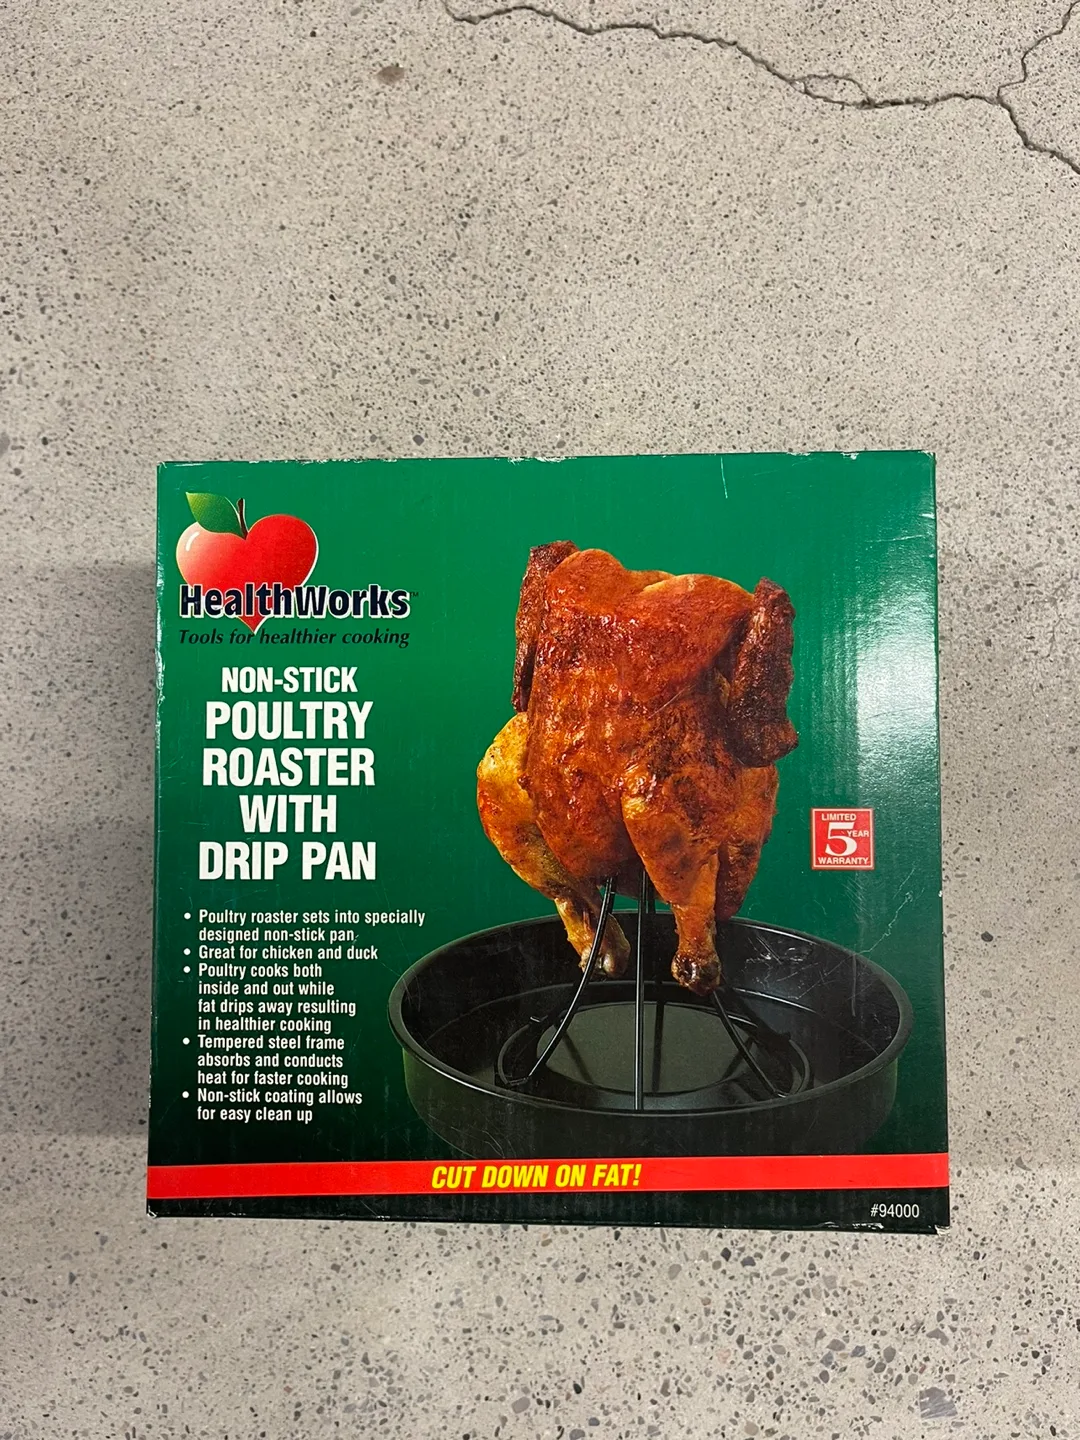 HealthWorks™
Tools for healthier cooking
NON-STICK
POULTRY
ROASTER
WITH
DRIP PAN
• Poultry roaster sets into specially
designed non-stick pan
• Great for chicken and duck
• Poultry cooks both
inside and out while
fat drips away resulting
in healthier cooking
• Tempered steel frame
absorbs and conducts
heat for faster cooking
• Non-stick coating allows
for easy clean up
LIMITED
5 YEAR
WARRANTY
CUT DOWN ON FAT!
#94000